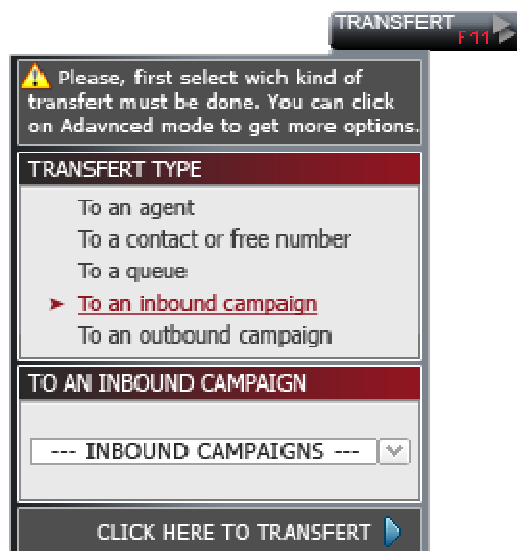 TRANSFERT
F11
Please, first select wich kind of
transfert must be done. You can click
on Adavnced mode to get more options.
TRANSFERT TYPE
To an agent
To a contact or free number
To a queue
To an inbound campaign
To an outbound campaign
TO AN INBOUND CAMPAIGN
--- INBOUND CAMPAIGNS ---
CLICK HERE TO TRANSFERT